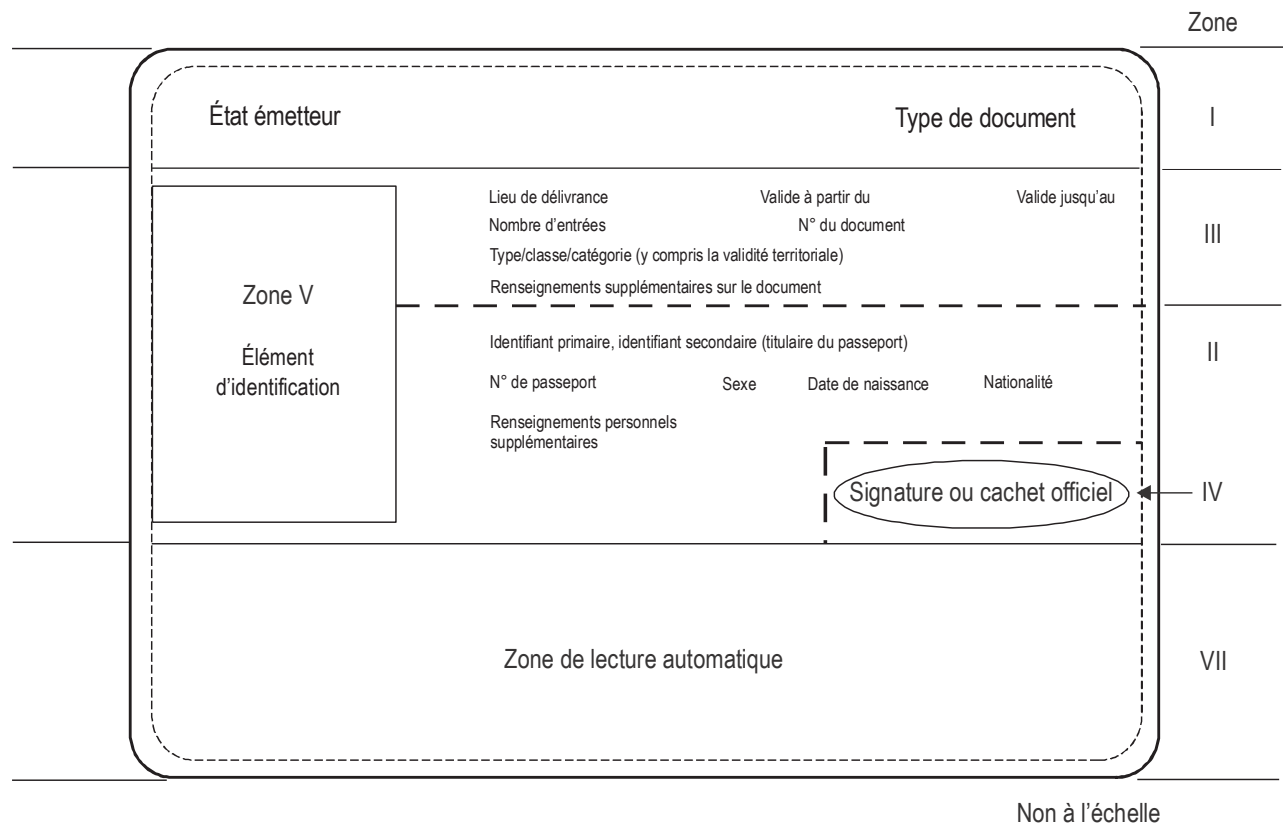 Zone
État émetteur
Type de document
I
Lieu de délivrance
Valide à partir du
Valide jusqu'au
Nombre d'entrées
N° du document
III
Type/classe/catégorie (y compris la validité territoriale)
Renseignements supplémentaires sur le document
Zone V
Élément
d'identification
Identifiant primaire, identifiant secondaire (titulaire du passeport)
II
N° de passeport
Sexe
Date de naissance
Nationalité
Renseignements personnels
supplémentaires
Signature ou cachet officiel
IV
Zone de lecture automatique
VII
Non à l'échelle